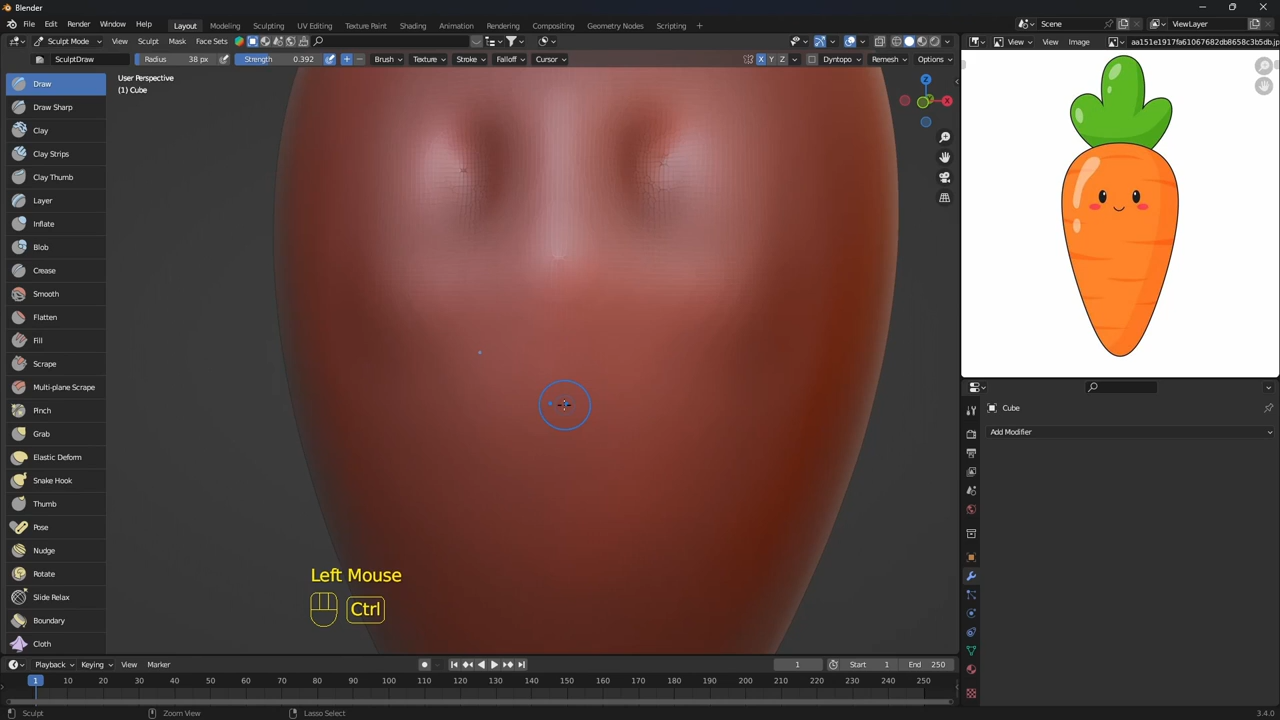 Blender
File Edit Render Window Help Layout Modeling Sculpting UV Editing Texture Paint Shading Animation Rendering Compositing Geometry Nodes Scripting + Scene ViewLayer
Sculpt Mode View Sculpt Mask Face Sets View View Image aa151e1917fa61067682db8658c3b5db.jp
SculptDraw Radius 38 px Strength 0.392 Brush Texture Stroke Falloff Cursor X Y Z Dyntopo Remesh Options
User Perspective
(1) Cube
Z
X
Draw
Draw Sharp
Clay
Clay Strips
Clay Thumb
Layer
Inflate
Blob
Crease
Smooth
Flatten
Fill
Scrape
Multi-plane Scrape
Pinch
Grab
Elastic Deform
Snake Hook
Thumb
Pose
Nudge
Rotate
Slide Relax
Boundary
Cloth
Cube
Add Modifier
Left Mouse
Ctrl
Playback Keying View Marker 1 Start 1 End 250
1 10 20 30 40 50 60 70 80 90 100 110 120 130 140 150 160 170 180 190 200 210 220 230 240 250
Sculpt Zoom View Lasso Select 3.4.0